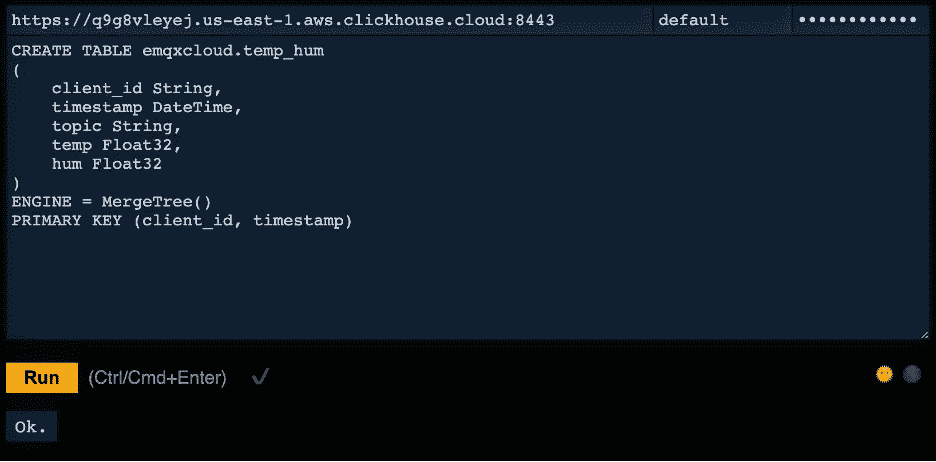 https://q9g8vleyej.us-east-1.aws.clickhouse.cloud:8443 default ••••••••••••
CREATE TABLE emqxcloud.temp_hum
(
    client_id String,
    timestamp DateTime,
    topic String,
    temp Float32,
    hum Float32
)
ENGINE = MergeTree()
PRIMARY KEY (client_id, timestamp)
Run (Ctrl/Cmd+Enter) ✓
Ok.